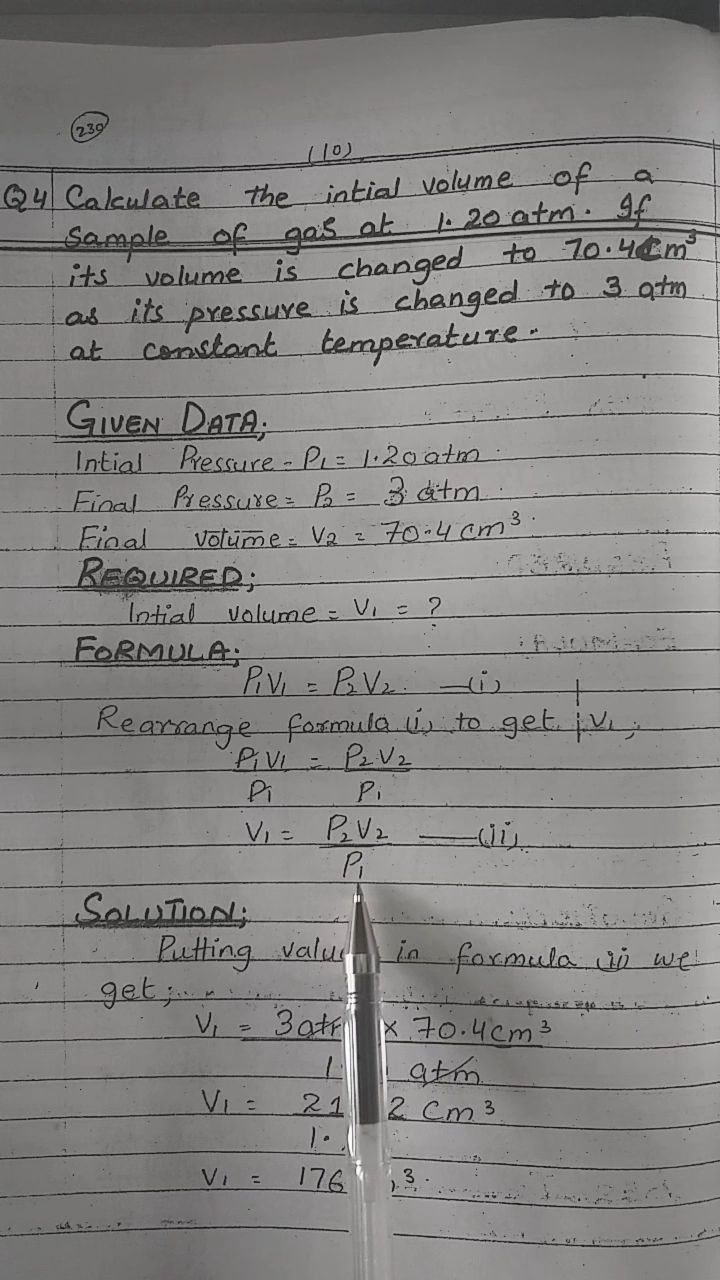 239
(10)
Q4 Calculate the intial volume of a
Sample of gas at 1.20 atm. If
its volume is changed to 70.4cm³
as its pressure is changed to 3 atm
at constant temperature.
GIVEN DATA;
Intial Pressure = P₁ = 1.20 atm
Final Pressure = P₂ = 3 atm
Final volume = V₂ = 70.4 cm³
REQUIRED;
Intial volume = V₁ = ?
FORMULA;
P₁V₁ = P₂V₂ —(i)
Rearrange formula (i) to get V₁;
P₁V₁ = P₂V₂
P₁ P₁
V₁ = P₂V₂ —(ii)
P₁
SOLUTION;
Putting in formula (ii) we
get;
V₁ = 3 × 70.4cm³
atm
V₁ = cm³
V₁ = 176